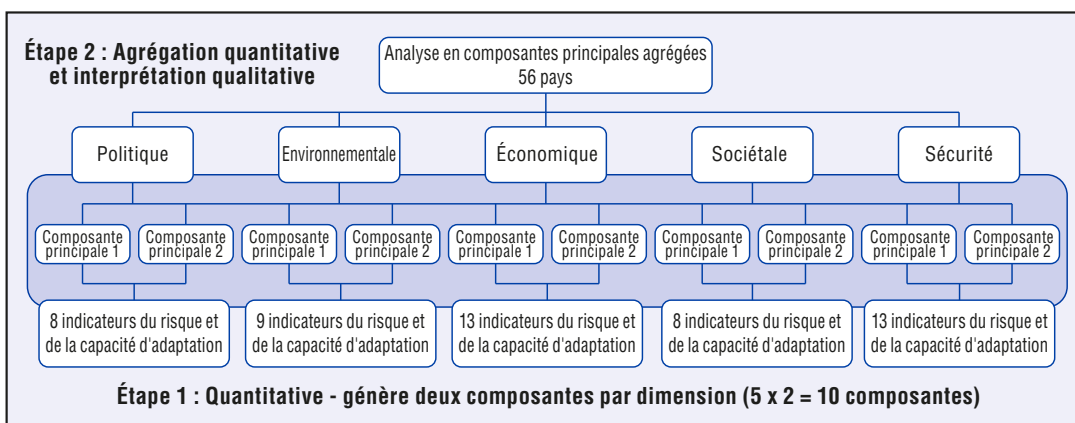 Étape 2 : Agrégation quantitative
et interprétation qualitative
Analyse en composantes principales agrégées
56 pays
Politique
Environnementale
Économique
Sociétale
Sécurité
Composante
principale 1
Composante
principale 2
Composante
principale 1
Composante
principale 2
Composante
principale 1
Composante
principale 2
Composante
principale 1
Composante
principale 2
Composante
principale 1
Composante
principale 2
8 indicateurs du risque et
de la capacité d'adaptation
9 indicateurs du risque et
de la capacité d'adaptation
13 indicateurs du risque et
de la capacité d'adaptation
8 indicateurs du risque et
de la capacité d'adaptation
13 indicateurs du risque et
de la capacité d'adaptation
Étape 1 : Quantitative - génère deux composantes par dimension (5 x 2 = 10 composantes)